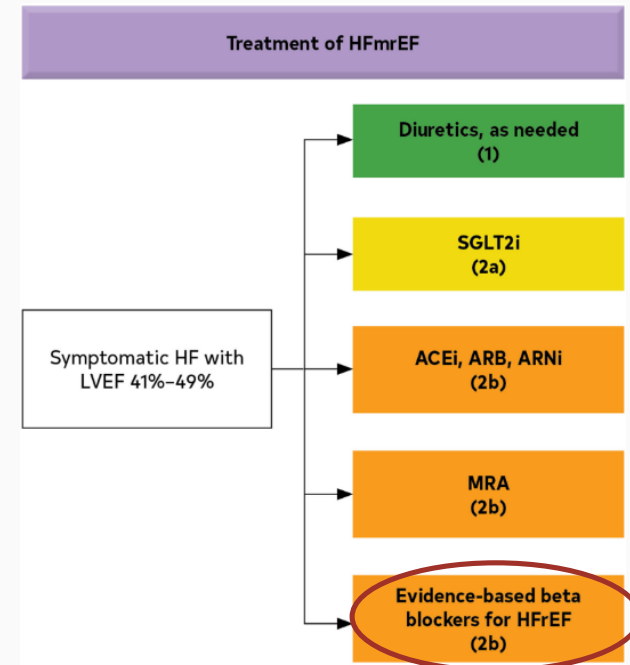 Treatment of HFmrEF
Diuretics, as needed
(1)
SGLT2i
(2a)
Symptomatic HF with
LVEF 41%–49%
ACEi, ARB, ARNi
(2b)
MRA
(2b)
Evidence-based beta
blockers for HFrEF
(2b)